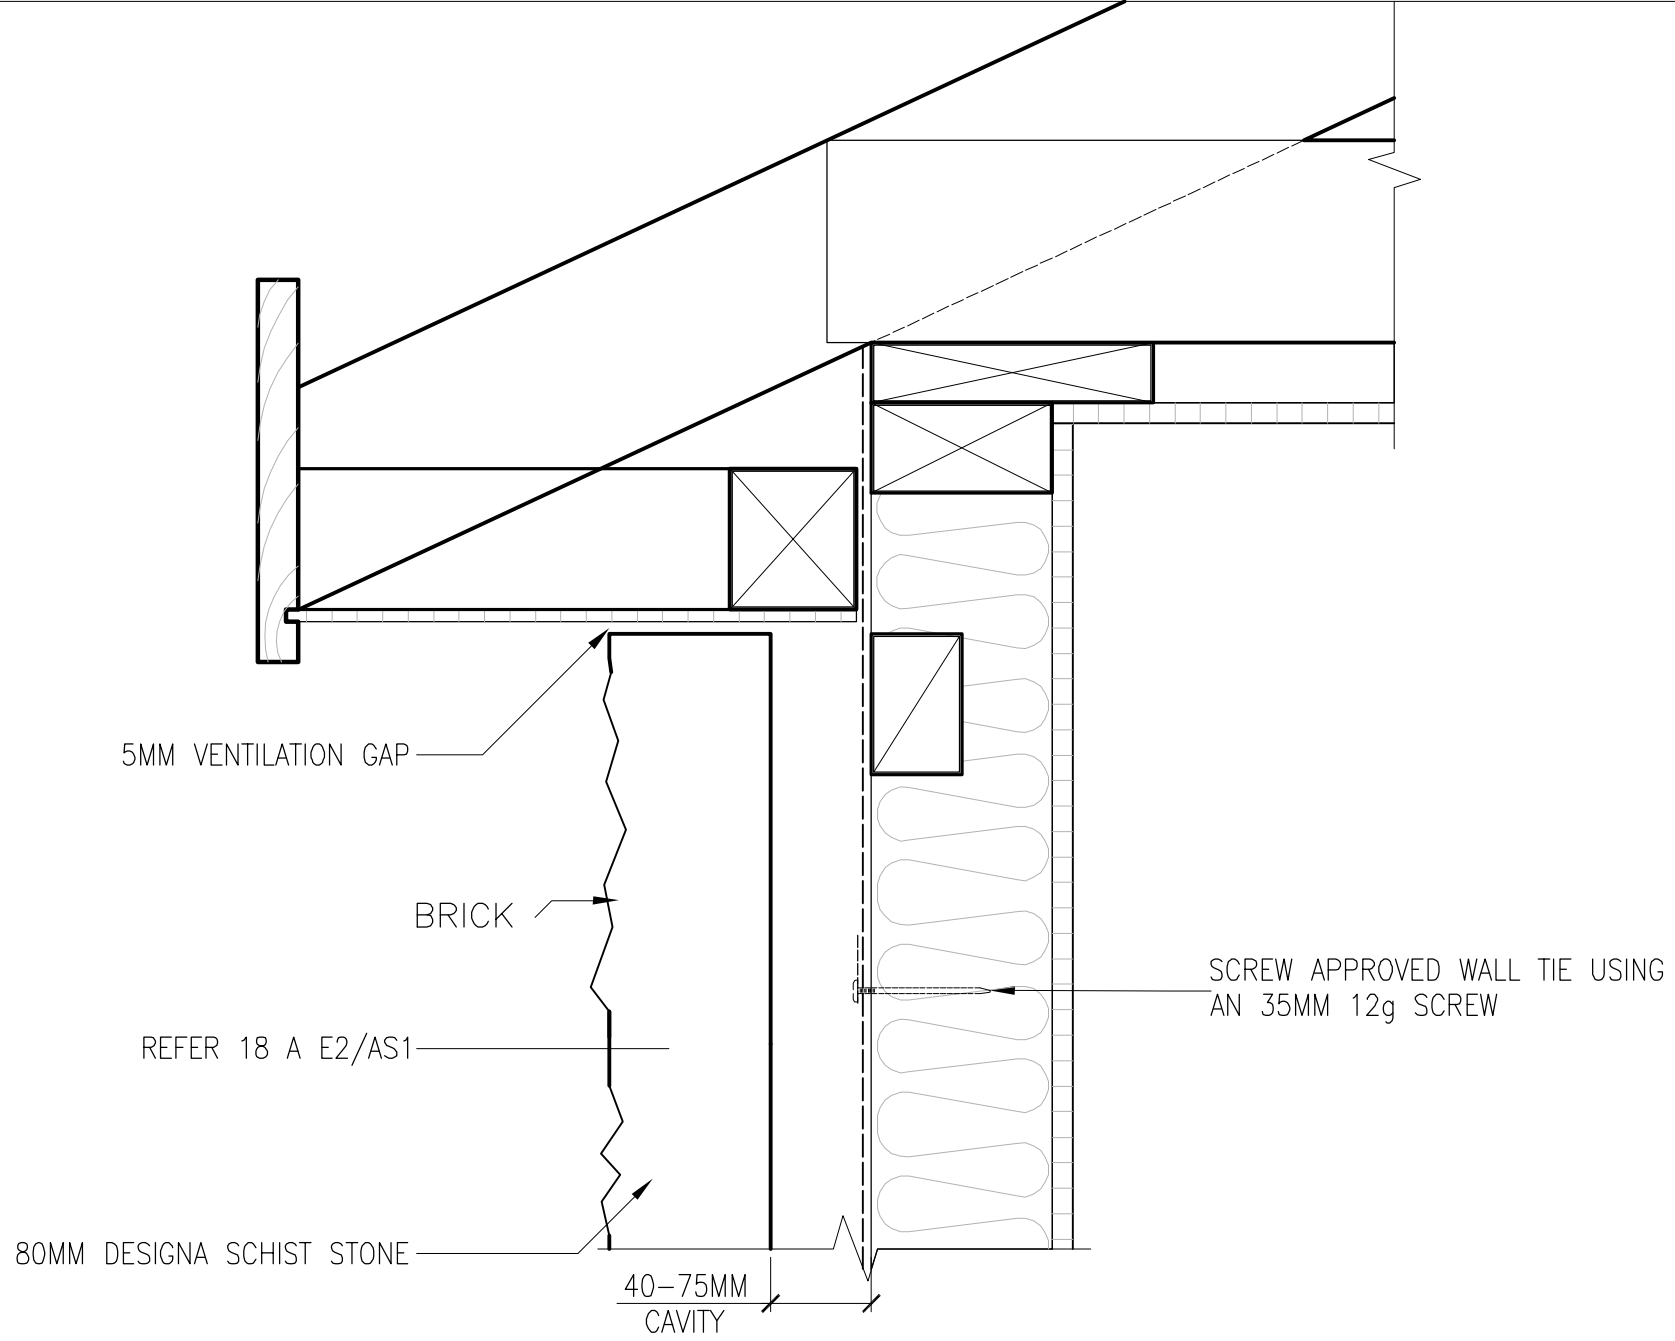 5MM VENTILATION GAP
BRICK
SCREW APPROVED WALL TIE USING
AN 35MM 12g SCREW
REFER 18 A E2/AS1
80MM DESIGNA SCHIST STONE
40-75MM
CAVITY